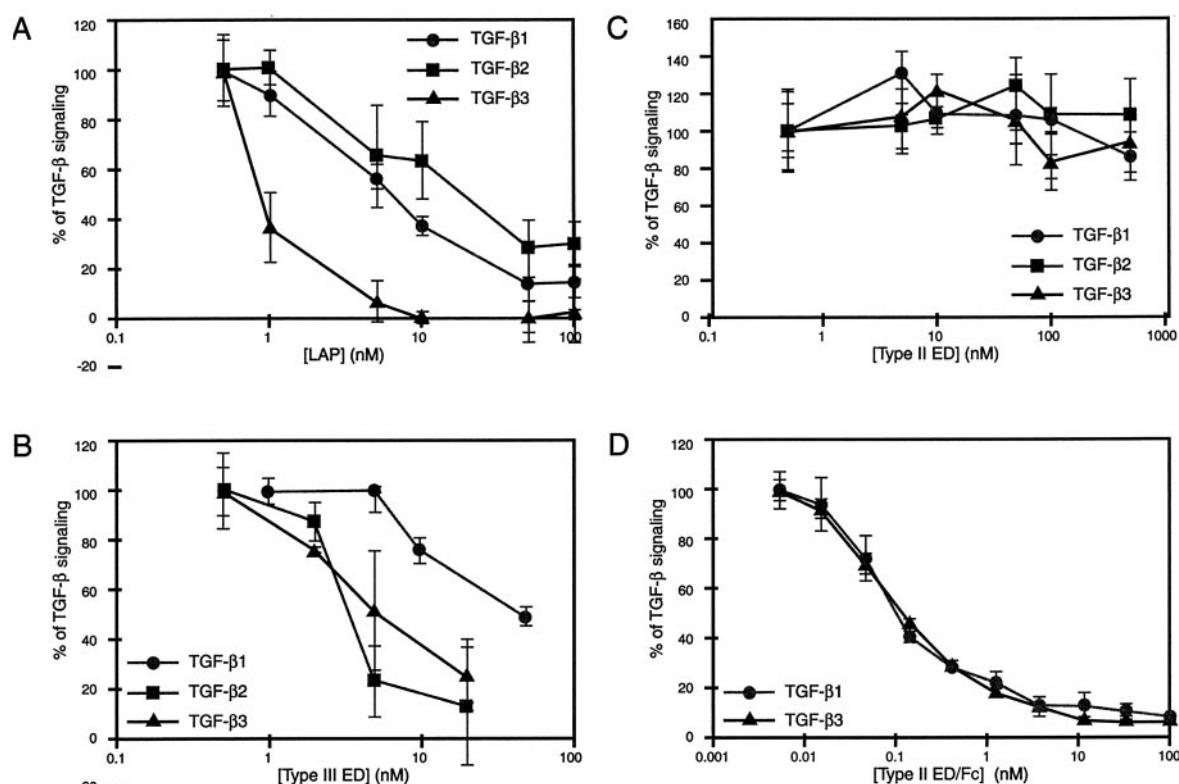 A
120
100
80
60
40
20
0
-20
% of TGF-β signaling
TGF-β1
TGF-β2
TGF-β3
0.1 1 10 100
[LAP] (nM)
B
120
100
80
60
40
20
0
% of TGF-β signaling
TGF-β1
TGF-β2
TGF-β3
0.1 1 10 100
[Type III ED] (nM)
C
160
140
120
100
80
60
40
20
0
% of TGF-β signaling
TGF-β1
TGF-β2
TGF-β3
0.1 1 10 100 1000
[Type II ED] (nM)
D
120
100
80
60
40
20
0
% of TGF-β signaling
TGF-β1
TGF-β3
0.001 0.01 0.1 1 10 100
[Type II ED/Fc] (nM)